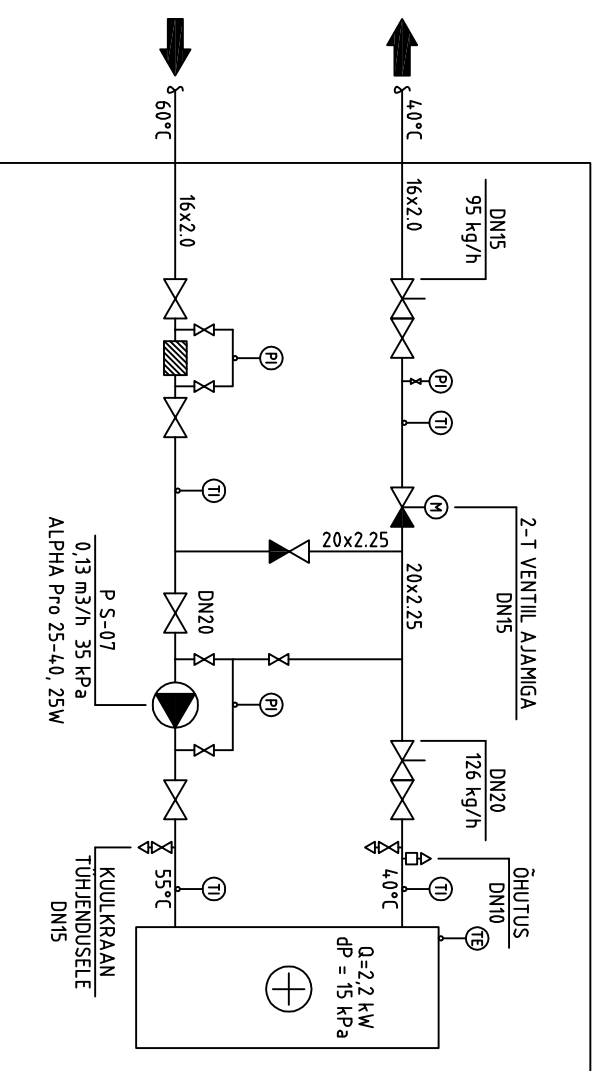 60°C
40°C
16x2.0
16x2.0
DN15
95 kg/h
PI
PI
TI
TI
M
2-T VENTIIL AJAMIGA
DN15
20x2.25
20x2.25
DN20
P S-07
0,13 m3/h 35 kPa
ALPHA Pro 25-40, 25W
PI
DN20
126 kg/h
KUULKRAAN
TÜHJENDUSELE
DN15
55°C
TI
40°C
TI
ÕHUTUS
DN10
TE
Q=2,2 kW
dP = 15 kPa